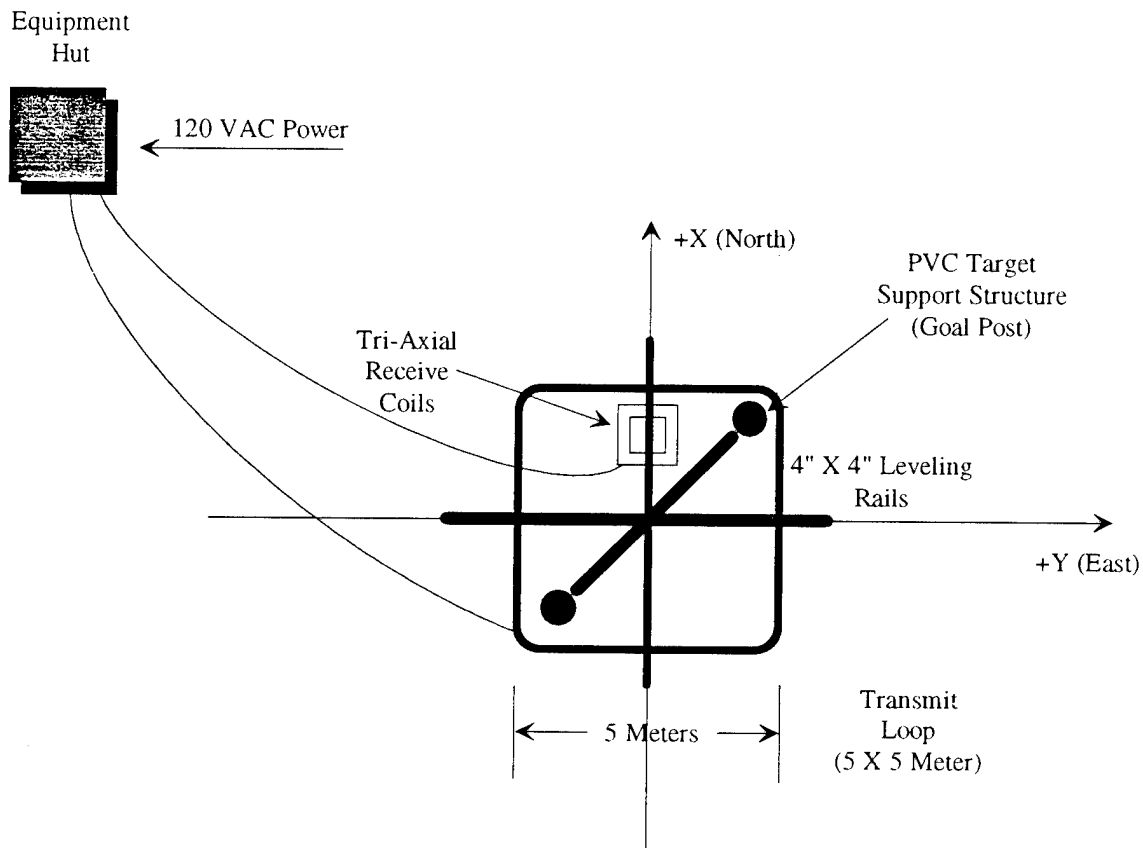 Equipment
Hut
120 VAC Power
+X (North)
PVC Target
Support Structure
(Goal Post)
Tri-Axial
Receive
Coils
4" X 4" Leveling
Rails
+Y (East)
5 Meters
Transmit
Loop
(5 X 5 Meter)